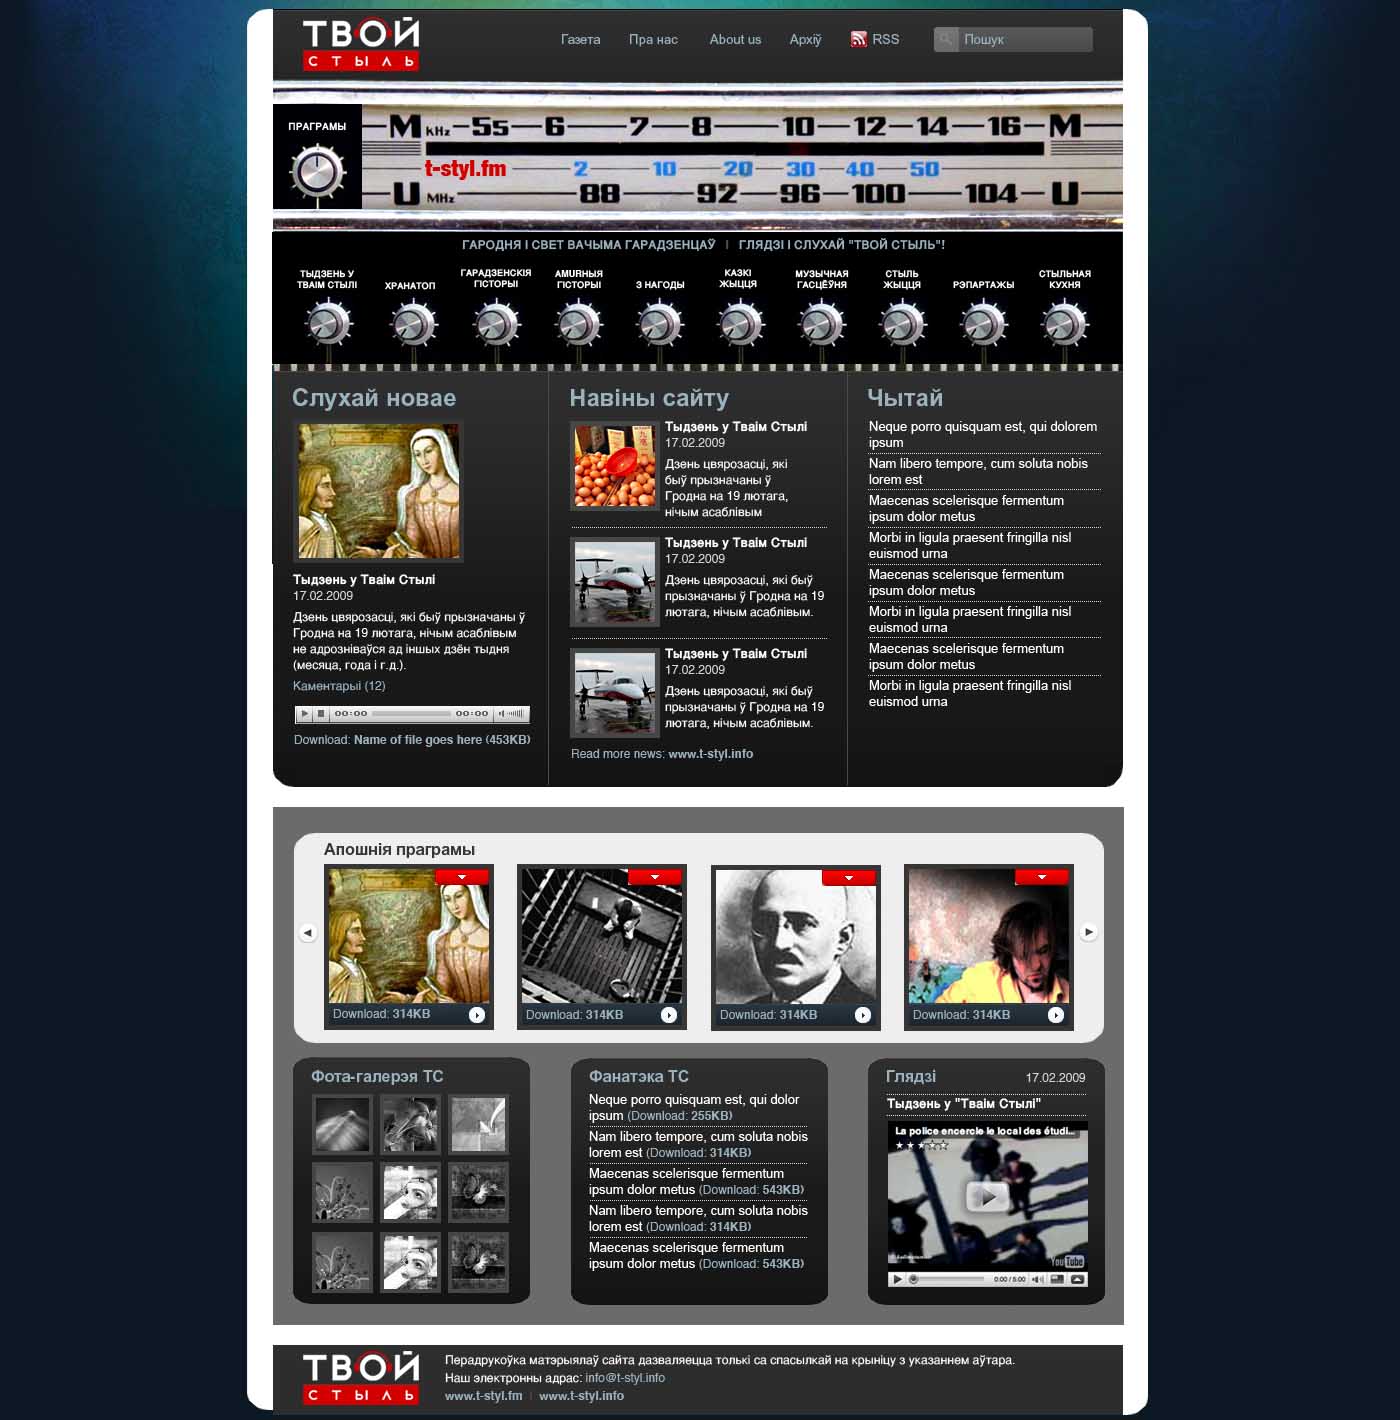 ТВОЙ
СТЫЛЬ
Газета
Пра нас
About us
Архіў
RSS
Пошук
ПРАГРАМЫ
M kHz 5s 6 7 8 10 12 14 16 M
t-styl.fm
2 10 20 30 40 50
U MHz 88 92 96 100 104 U
ГАРОДНЯ І СВЕТ ВАЧЫМА ГАРАДЗЕНЦАЎ | ГЛЯДЗІ І СЛУХАЙ "ТВОЙ СТЫЛЬ"!
ТЫДЗЕНЬ У
ТВАІМ СТЫЛІ
ХРАНАТОП
ГАРАДЗЕНСКІЯ
ГІСТОРЫІ
AMURНЫЯ
ГІСТОРЫІ
З НАГОДЫ
КАЗКІ
ЖЫЦЦЯ
МУЗЫЧНАЯ
ГАСЦЁЎНЯ
СТЫЛЬ
ЖЫЦЦЯ
РЭПАРТАЖЫ
СТЫЛЬНАЯ
КУХНЯ
Слухай новае
Тыдзень у Тваім Стылі
17.02.2009
Дзень цвярозасці, які быў прызначаны ў
Гродна на 19 лютага, нічым асаблівым
не адрозніваўся ад іншых дзён тыдня
(месяца, года і г.д.).
Каментарыі (12)
00:00 00:00
Download: Name of file goes here (453KB)
Навіны сайту
Тыдзень у Тваім Стылі
17.02.2009
Дзень цвярозасці, які
быў прызначаны ў
Гродна на 19 лютага,
нічым асаблівым
Тыдзень у Тваім Стылі
17.02.2009
Дзень цвярозасці, які быў
прызначаны ў Гродна на 19
лютага, нічым асаблівым.
Тыдзень у Тваім Стылі
17.02.2009
Дзень цвярозасці, які быў
прызначаны ў Гродна на 19
лютага, нічым асаблівым.
Read more news: www.t-styl.info
Чытай
Neque porro quisquam est, qui dolorem
ipsum
Nam libero tempore, cum soluta nobis
lorem est
Maecenas scelerisque fermentum
ipsum dolor metus
Morbi in ligula praesent fringilla nisl
euismod urna
Maecenas scelerisque fermentum
ipsum dolor metus
Morbi in ligula praesent fringilla nisl
euismod urna
Maecenas scelerisque fermentum
ipsum dolor metus
Morbi in ligula praesent fringilla nisl
euismod urna
Апошнія праграмы
Download: 314KB
Download: 314KB
Download: 314KB
Download: 314KB
Фота-галерэя ТС
Фанатэка ТС
Neque porro quisquam est, qui dolor
ipsum (Download: 255KB)
Nam libero tempore, cum soluta nobis
lorem est (Download: 314KB)
Maecenas scelerisque fermentum
ipsum dolor metus (Download: 543KB)
Nam libero tempore, cum soluta nobis
lorem est (Download: 314KB)
Maecenas scelerisque fermentum
ipsum dolor metus (Download: 543KB)
Глядзі
17.02.2009
Тыдзень у "Тваім Стылі"
La police encercle le local des étudi...
YouTube
0:00 / 5:00
ТВОЙ
СТЫЛЬ
Перадрукоўка матэрыялаў сайта дазваляецца толькі са спасылкай на крыніцу з указаннем аўтара.
Наш электронны адрас: info@t-styl.info
www.t-styl.fm | www.t-styl.info